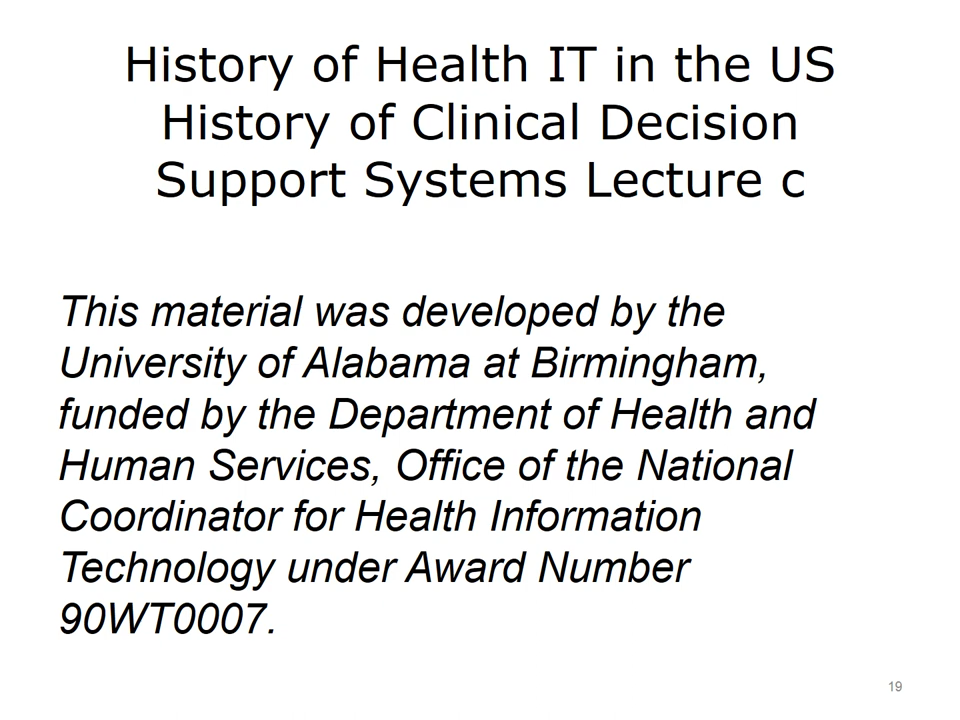 History of Health IT in the US
History of Clinical Decision
Support Systems Lecture c
This material was developed by the
University of Alabama at Birmingham,
funded by the Department of Health and
Human Services, Office of the National
Coordinator for Health Information
Technology under Award Number
90WT0007.
19